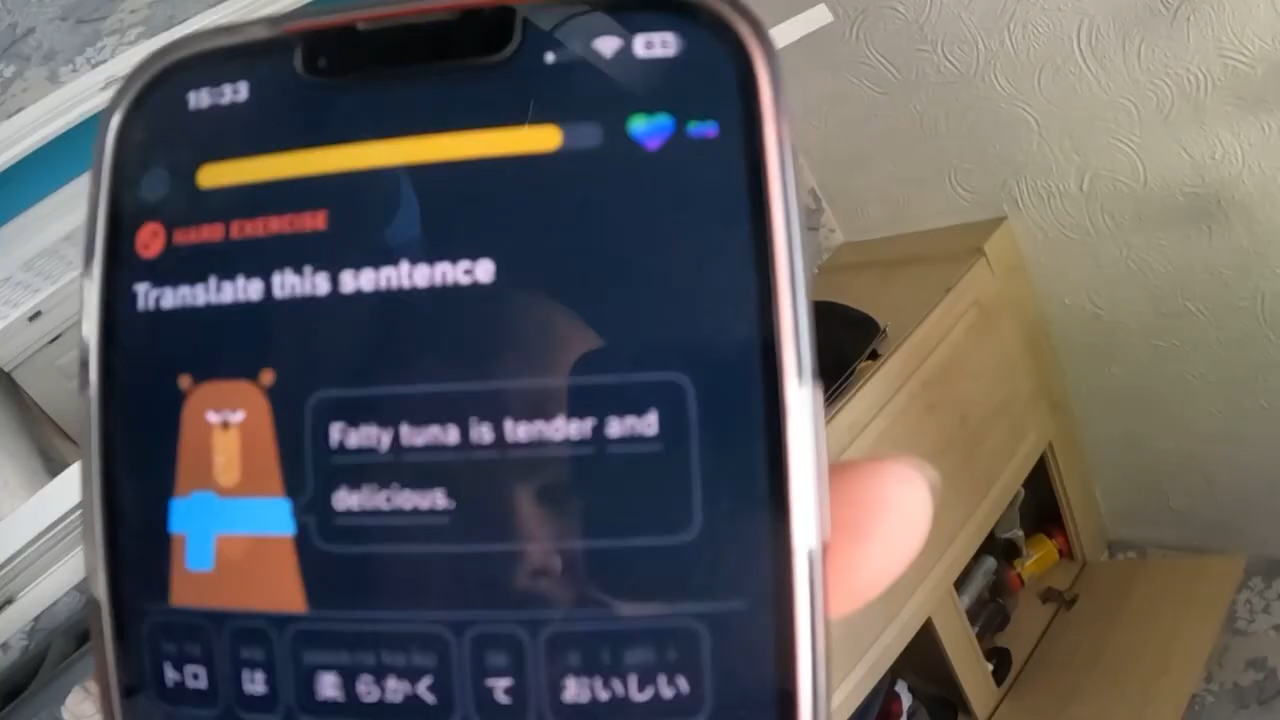 15:33
HARD EXERCISE
Translate this sentence
Fatty tuna is tender and
delicious.
トロ は 柔らかく て おいしい